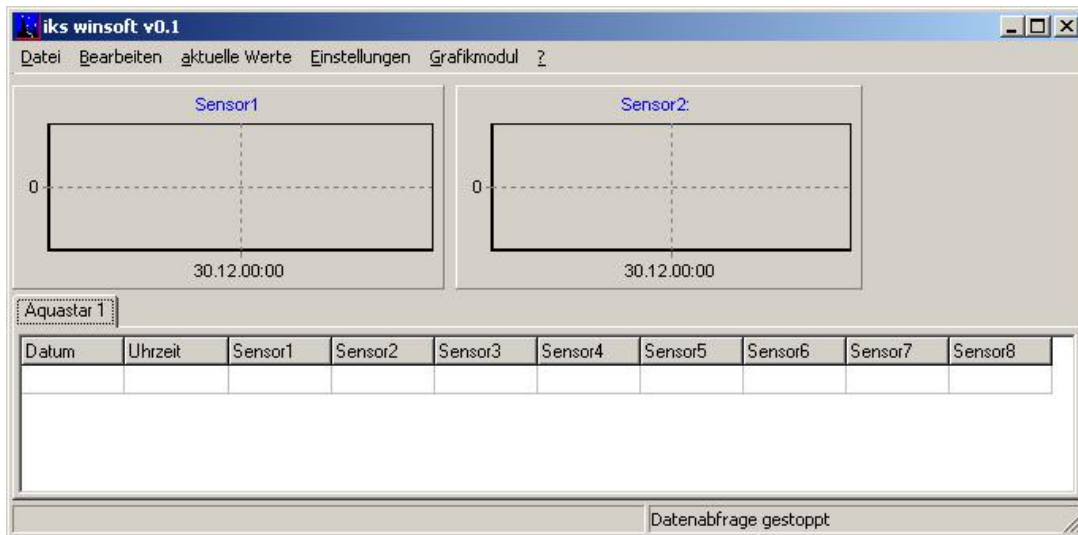 iks winsoft v0.1
Datei Bearbeiten aktuelle Werte Einstellungen Grafikmodul ?
Sensor1
0
30.12.00:00
Sensor2:
0
30.12.00:00
Aquastar 1
Datum Uhrzeit Sensor1 Sensor2 Sensor3 Sensor4 Sensor5 Sensor6 Sensor7 Sensor8
Datenabfrage gestoppt